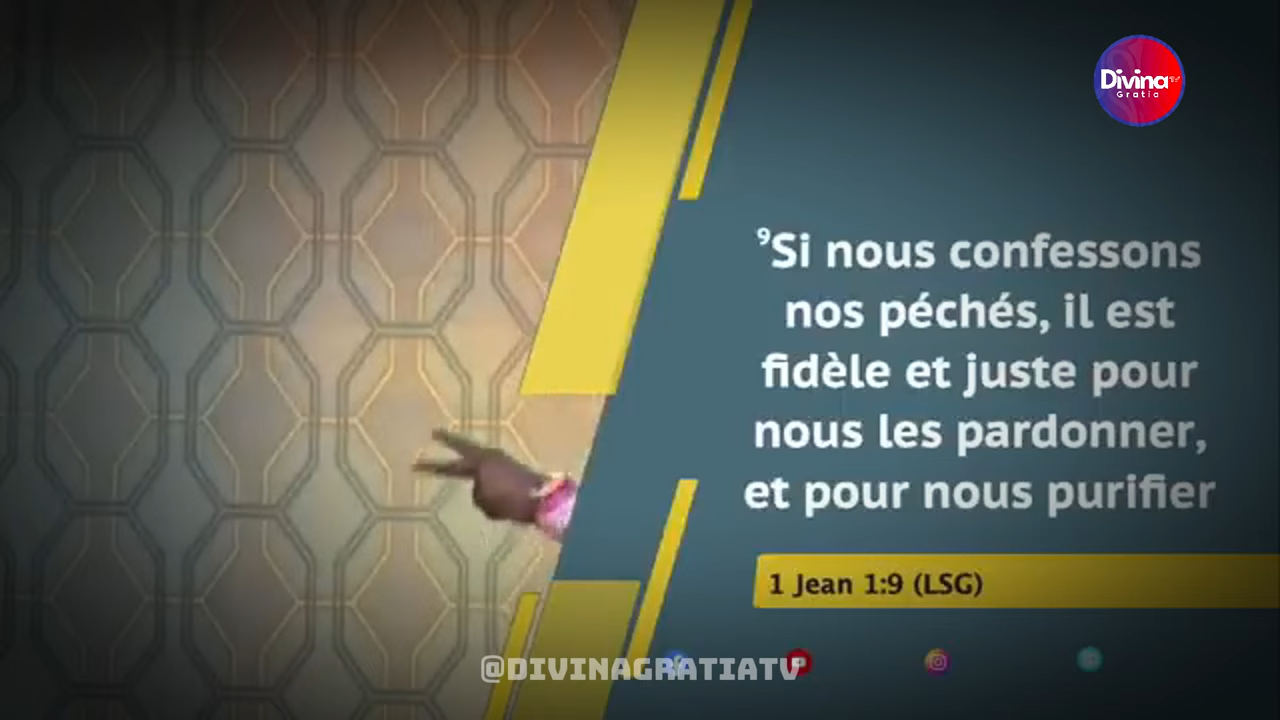 Divina TV
Gratia
⁹Si nous confessons
nos péchés, il est
fidèle et juste pour
nous les pardonner,
et pour nous purifier
1 Jean 1:9 (LSG)
@DIVINAGRATIATV